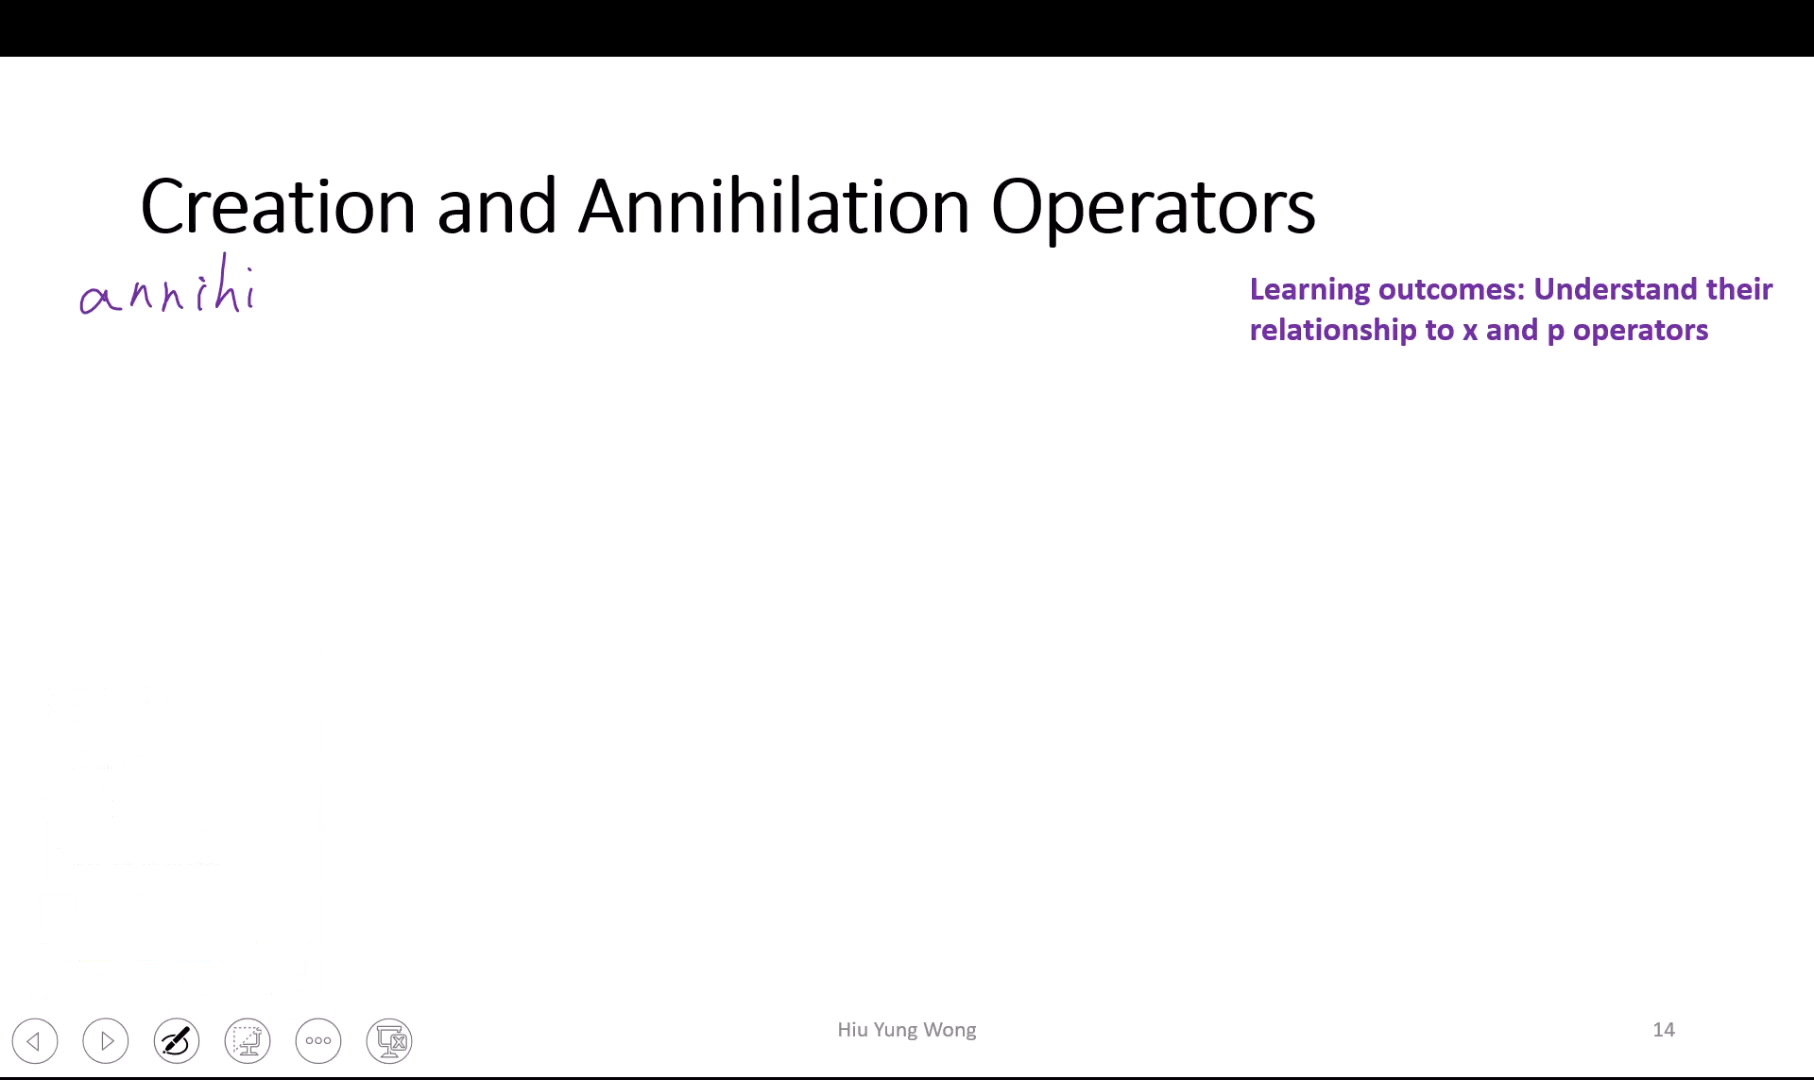 Creation and Annihilation Operators
annihi
Learning outcomes: Understand their
relationship to x and p operators
Hiu Yung Wong
14